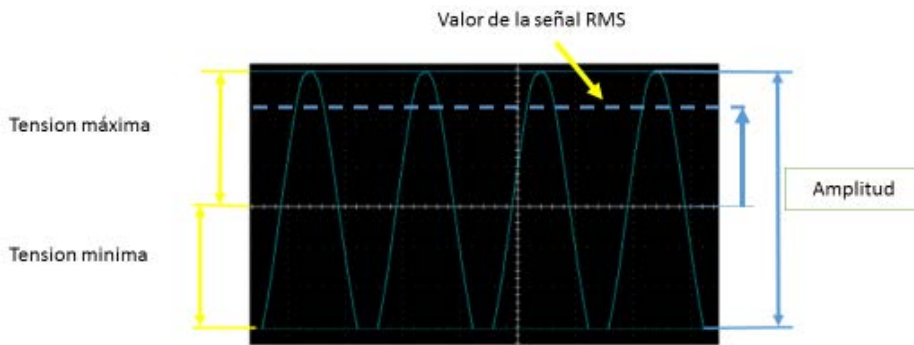 Valor de la señal RMS
Tension máxima
Amplitud
Tension minima